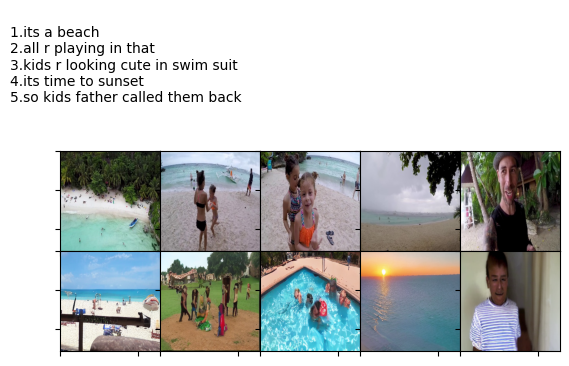 1.its a beach
2.all r playing in that
3.kids r looking cute in swim suit
4.its time to sunset
5.so kids father called them back